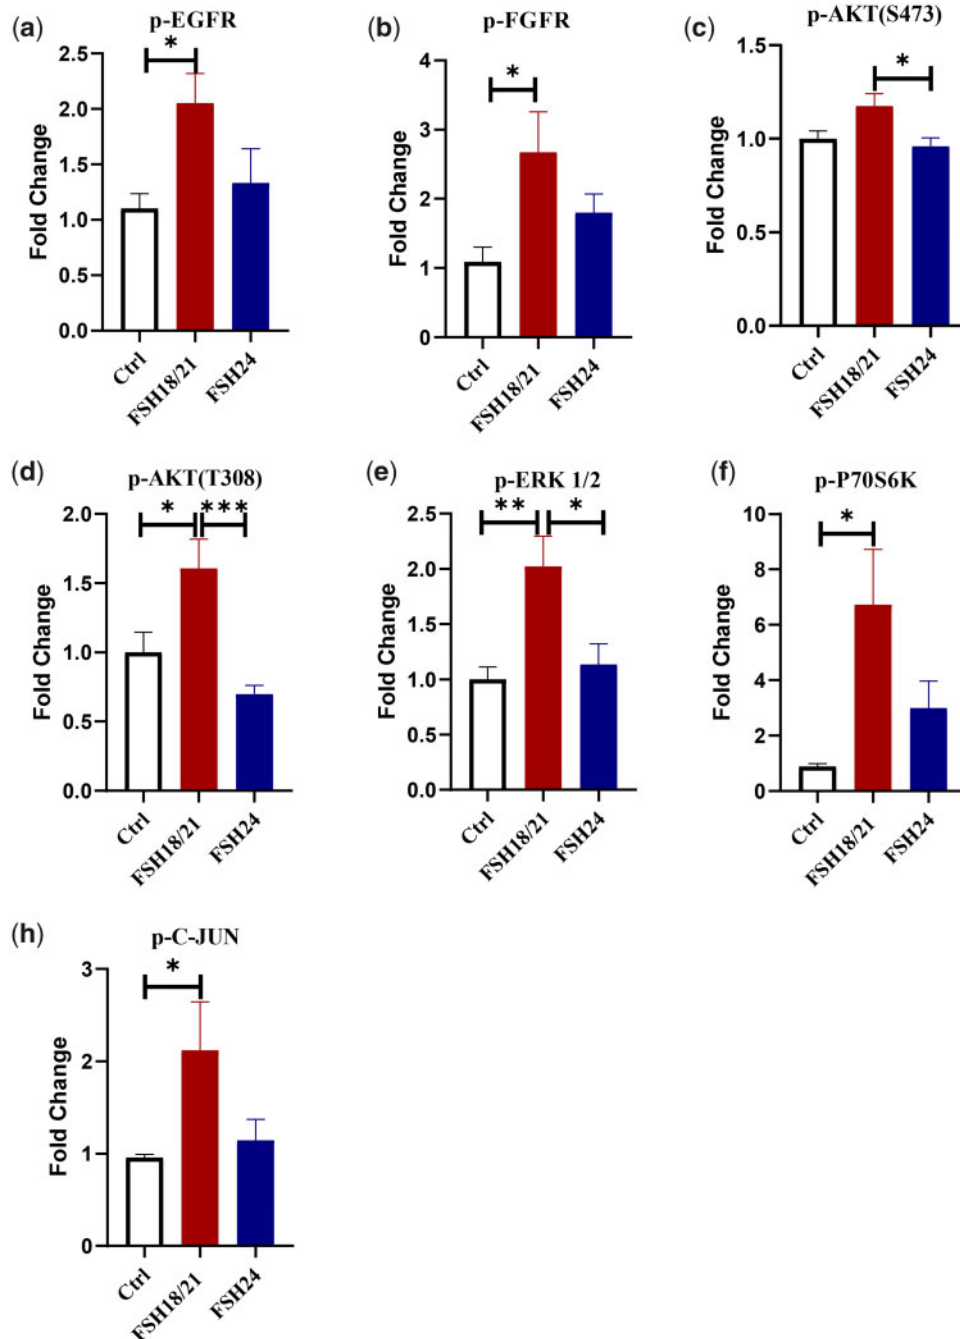 (a)
p-EGFR
*
Fold Change
2.5
2.0
1.5
1.0
0.5
0.0
Ctrl
FSH18/21
FSH24
(b)
p-FGFR
*
Fold Change
4
3
2
1
0
Ctrl
FSH18/21
FSH24
(c)
p-AKT(S473)
*
Fold Change
1.5
1.0
0.5
0.0
Ctrl
FSH18/21
FSH24
(d)
p-AKT(T308)
* ***
Fold Change
2.0
1.5
1.0
0.5
0.0
Ctrl
FSH18/21
FSH24
(e)
p-ERK 1/2
** *
Fold Change
2.5
2.0
1.5
1.0
0.5
0.0
Ctrl
FSH18/21
FSH24
(f)
p-P70S6K
*
Fold Change
10
8
6
4
2
0
Ctrl
FSH18/21
FSH24
(h)
p-C-JUN
*
Fold Change
3
2
1
0
Ctrl
FSH18/21
FSH24